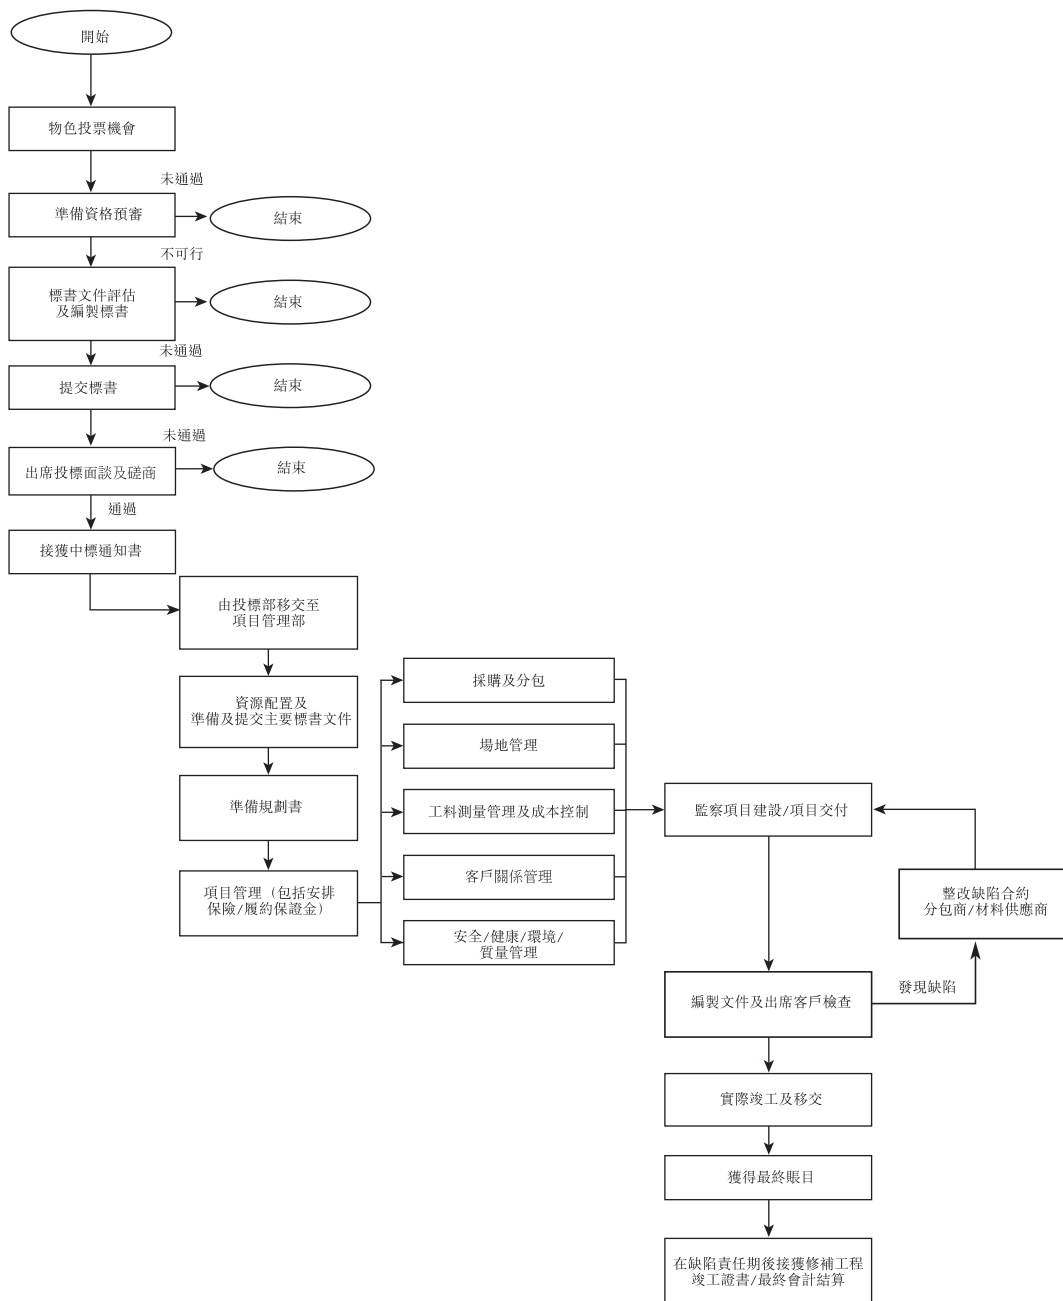 開始
物色投票機會
未通過
準備資格預審
結束
不可行
標書文件評估
及編製標書
結束
未通過
提交標書
結束
未通過
出席投標面談及磋商
結束
通過
接獲中標通知書
由投標部移交至
項目管理部
資源配置及
準備及提交主要標書文件
準備規劃書
項目管理（包括安排
保險/履約保證金）
採購及分包
場地管理
工料測量管理及成本控制
客戶關係管理
安全/健康/環境/
質量管理
監察項目建設/項目交付
整改缺陷合約
分包商/材料供應商
發現缺陷
編製文件及出席客戶檢查
實際竣工及移交
獲得最終賬目
在缺陷責任期後接獲修補工程
竣工證書/最終會計結算